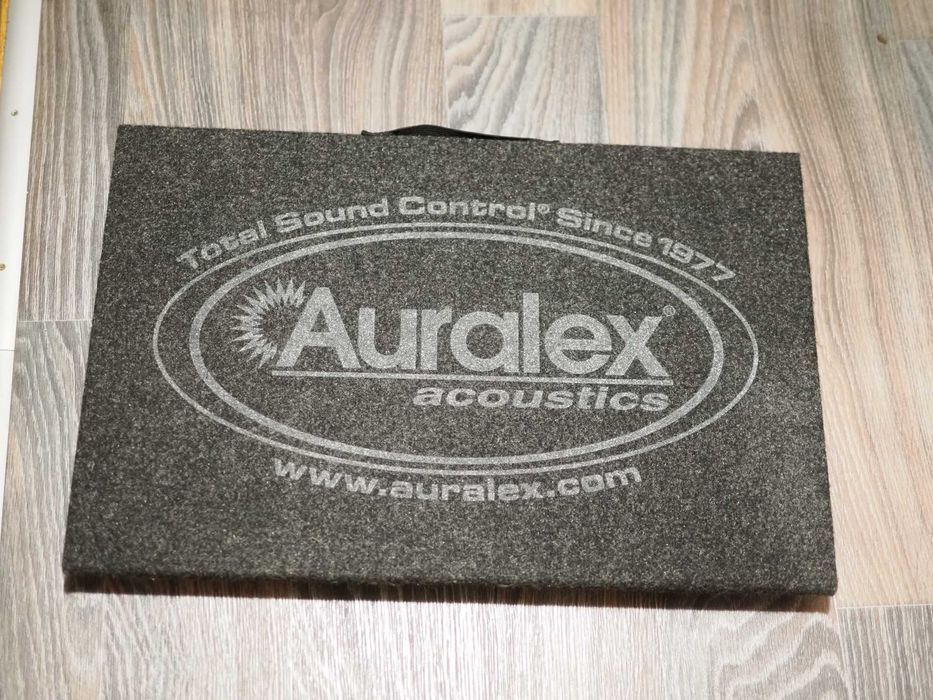 Total Sound Control® Since 1977
Auralex®
acoustics
www.auralex.com